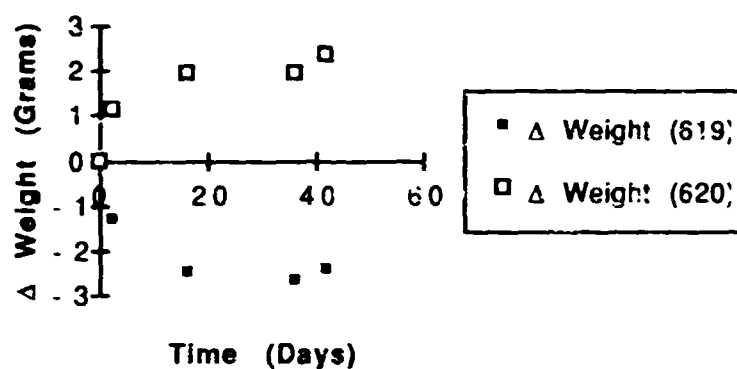 Δ Weight (Grams)
3
2
1
0
- 1
- 2
- 3
0 20 40 60
Time (Days)
Δ Weight (619)
Δ Weight (620)